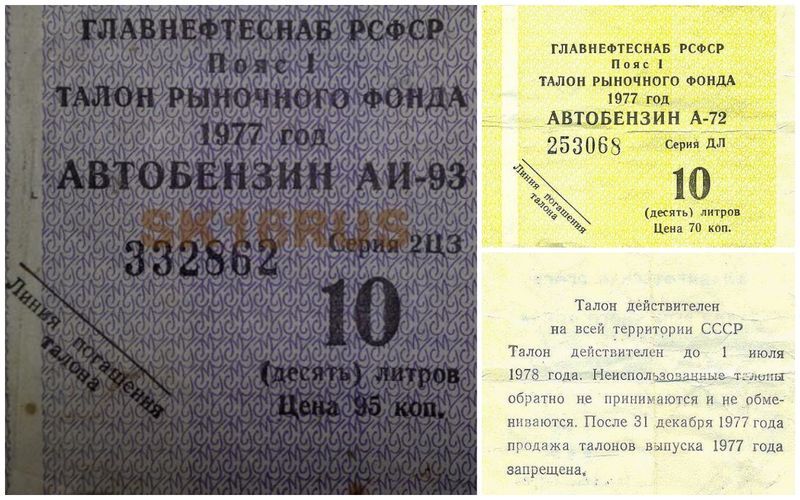 ГЛАВНЕФТЕСНАБ РСФСР
Пояс I
ТАЛОН РЫНОЧНОГО ФОНДА
1977 год
АВТОБЕНЗИН АИ-93
SK16RUS
332862 Серия 2ЦЗ
10
(десять) литров
Цена 95 коп.
Линия погашения
талона
ГЛАВНЕФТЕСНАБ РСФСР
Пояс I
ТАЛОН РЫНОЧНОГО ФОНДА
1977 год
АВТОБЕНЗИН А-72
253068 Серия ДЛ
10
(десять) литров
Цена 70 коп.
Линия погашения
талона
Талон действителен
на всей территории СССР
Талон действителен до 1 июля
1978 года. Неиспользованные талоны
обратно не принимаются и не обме-
ниваются. После 31 декабря 1977 года
продажа талонов выпуска 1977 года
запрещена.